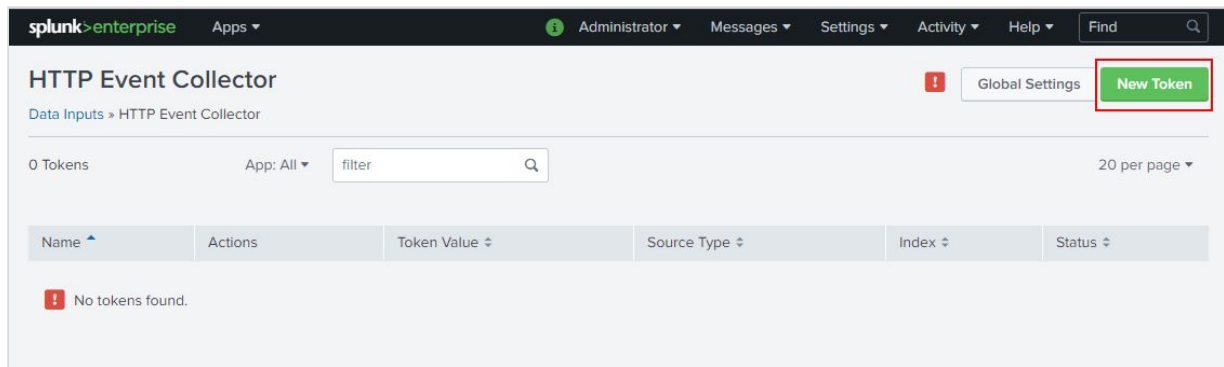 splunk>enterprise Apps ▾ i Administrator ▾ Messages ▾ Settings ▾ Activity ▾ Help ▾ Find
HTTP Event Collector ! Global Settings New Token
Data Inputs » HTTP Event Collector
0 Tokens App: All ▾ filter 20 per page ▾
Name Actions Token Value Source Type Index Status
! No tokens found.